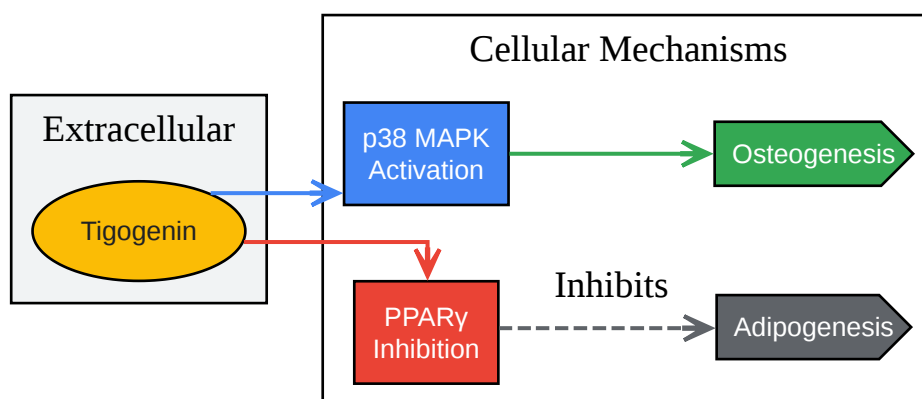 Cellular Mechanisms
Extracellular
Tigogenin
p38 MAPK
Activation
Osteogenesis
PPARγ
Inhibition
Inhibits
Adipogenesis